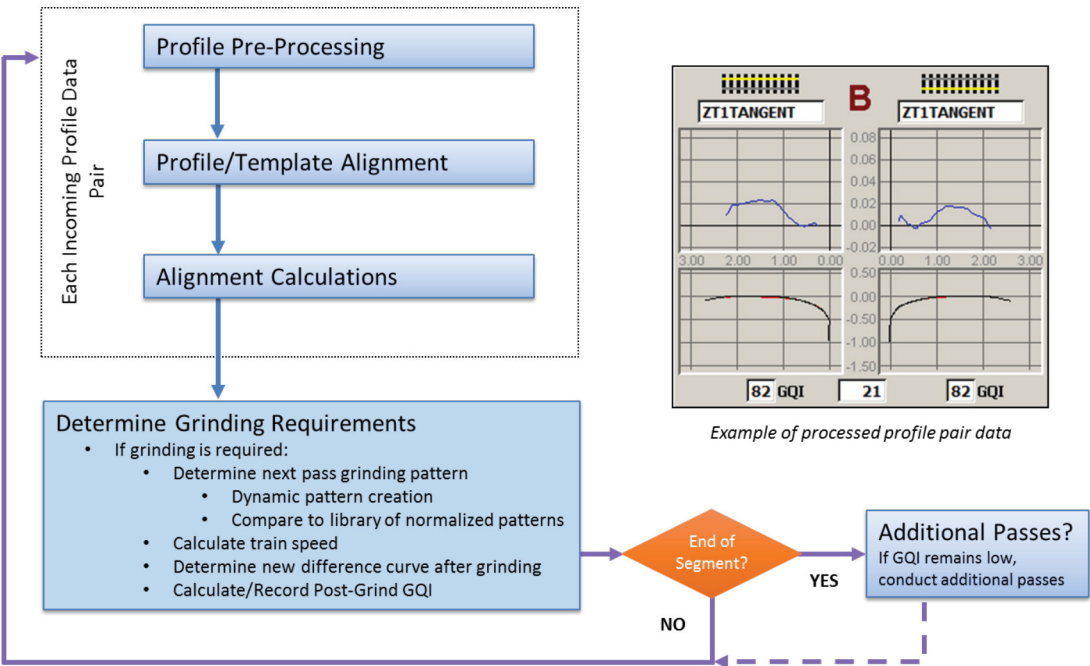 Each Incoming Profile Data
Pair
Profile Pre-Processing
Profile/Template Alignment
Alignment Calculations
Determine Grinding Requirements
• If grinding is required:
• Determine next pass grinding pattern
• Dynamic pattern creation
• Compare to library of normalized patterns
• Calculate train speed
• Determine new difference curve after grinding
• Calculate/Record Post-Grind GQI
B
ZT1TANGENT
ZT1TANGENT
0.08
0.06
0.04
0.02
0.00
-0.02
3.00 2.00 1.00 0.00 0.00 1.00 2.00 3.00
0.50
0.00
-0.50
-1.00
-1.50
82 GQI 21 82 GQI
Example of processed profile pair data
End of
Segment?
YES
NO
Additional Passes?
If GQI remains low,
conduct additional passes